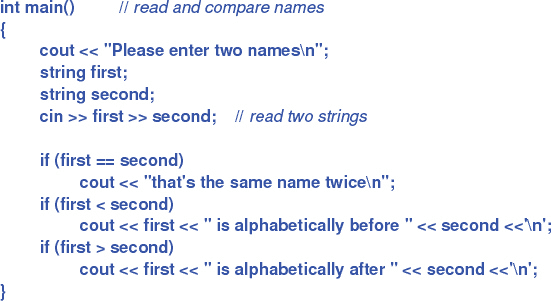 int main()          // read and compare names
{
        cout << "Please enter two names\n";
        string first;
        string second;
        cin >> first >> second;    // read two strings

        if (first == second)
                cout << "that's the same name twice\n";
        if (first < second)
                cout << first << " is alphabetically before " << second <<'\n';
        if (first > second)
                cout << first << " is alphabetically after " << second <<'\n';
}